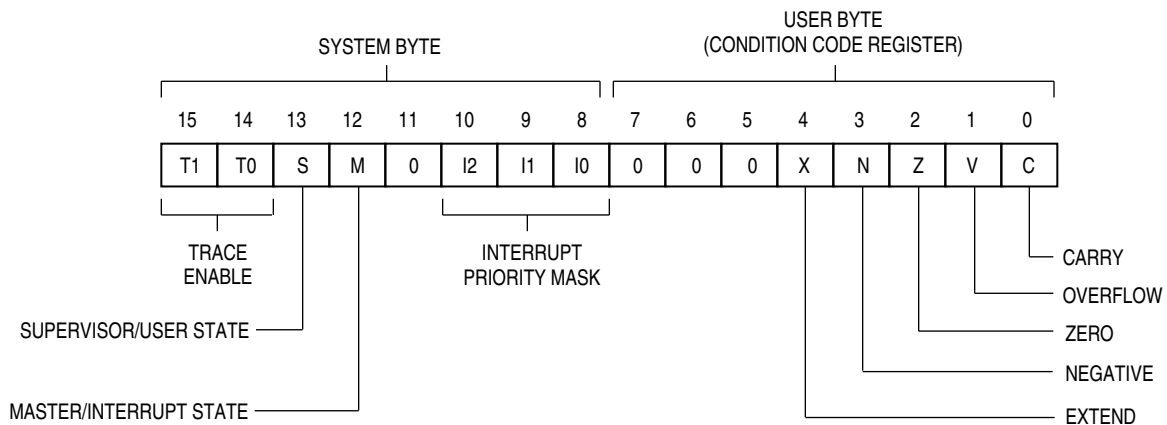 USER BYTE
SYSTEM BYTE (CONDITION CODE REGISTER)
15 14 13 12 11 10 9 8 7 6 5 4 3 2 1 0
T1 T0 S M 0 I2 I1 I0 0 0 0 X N Z V C
TRACE
ENABLE
INTERRUPT
PRIORITY MASK
CARRY
OVERFLOW
SUPERVISOR/USER STATE
ZERO
NEGATIVE
MASTER/INTERRUPT STATE
EXTEND